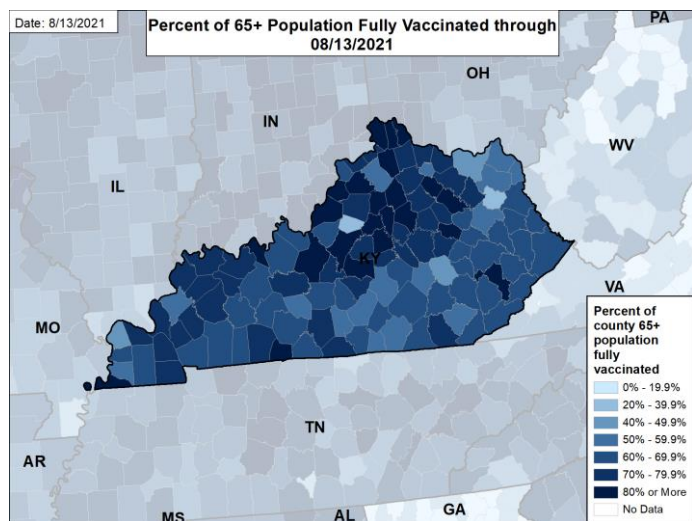 Date: 8/13/2021
Percent of 65+ Population Fully Vaccinated through
08/13/2021
PA
OH
IN
WV
IL
KY
VA
MO
TN
AR
MS
AL
GA
Percent of
county 65+
population
fully
vaccinated
0% - 19.9%
20% - 39.9%
40% - 49.9%
50% - 59.9%
60% - 69.9%
70% - 79.9%
80% or More
No Data